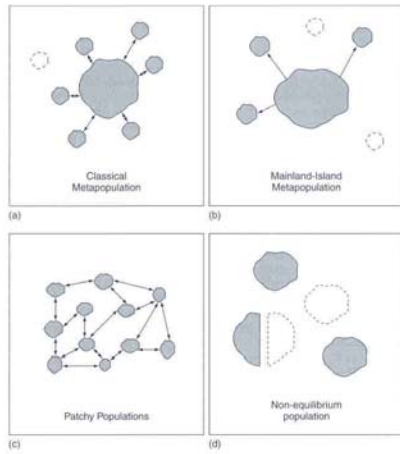 Classical
Metapopulation
(a)
Mainland-Island
Metapopulation
(b)
Patchy Populations
(c)
Non-equilibrium
population
(d)